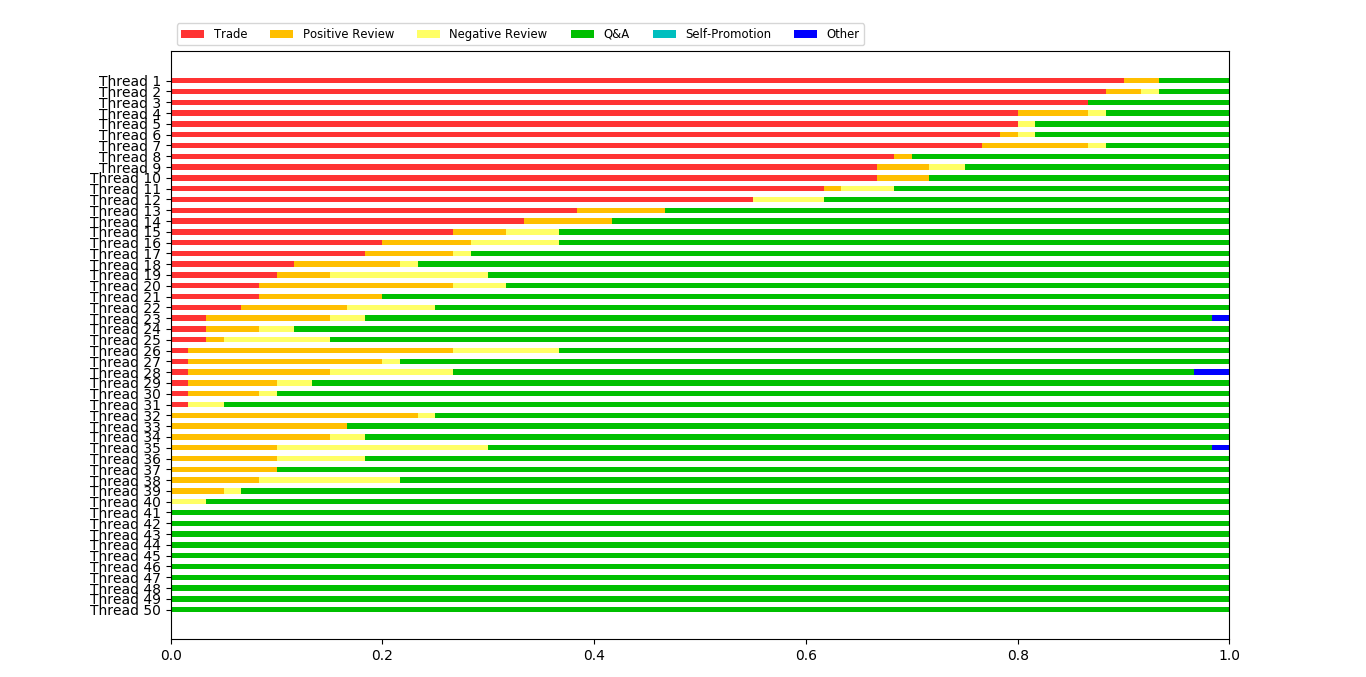 Trade Positive Review Negative Review Q&A Self-Promotion Other
Thread 1
Thread 2
Thread 3
Thread 4
Thread 5
Thread 6
Thread 7
Thread 8
Thread 9
Thread 10
Thread 11
Thread 12
Thread 13
Thread 14
Thread 15
Thread 16
Thread 17
Thread 18
Thread 19
Thread 20
Thread 21
Thread 22
Thread 23
Thread 24
Thread 25
Thread 26
Thread 27
Thread 28
Thread 29
Thread 30
Thread 31
Thread 32
Thread 33
Thread 34
Thread 35
Thread 36
Thread 37
Thread 38
Thread 39
Thread 40
Thread 41
Thread 42
Thread 43
Thread 44
Thread 45
Thread 46
Thread 47
Thread 48
Thread 49
Thread 50
0.0 0.2 0.4 0.6 0.8 1.0